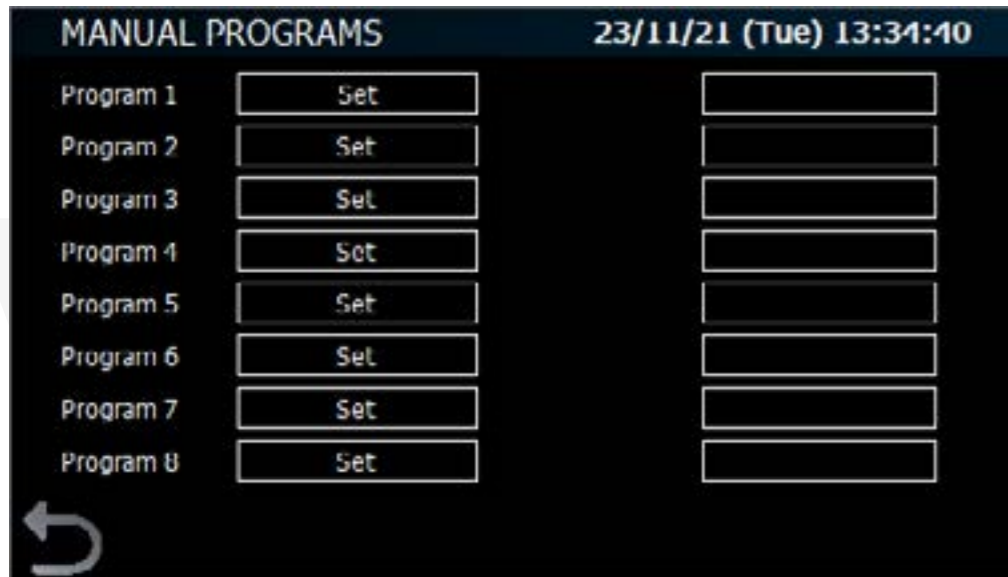 MANUAL PROGRAMS 23/11/21 (Tue) 13:34:40
Program 1 Set
Program 2 Set
Program 3 Set
Program 4 Set
Program 5 Set
Program 6 Set
Program 7 Set
Program 8 Set